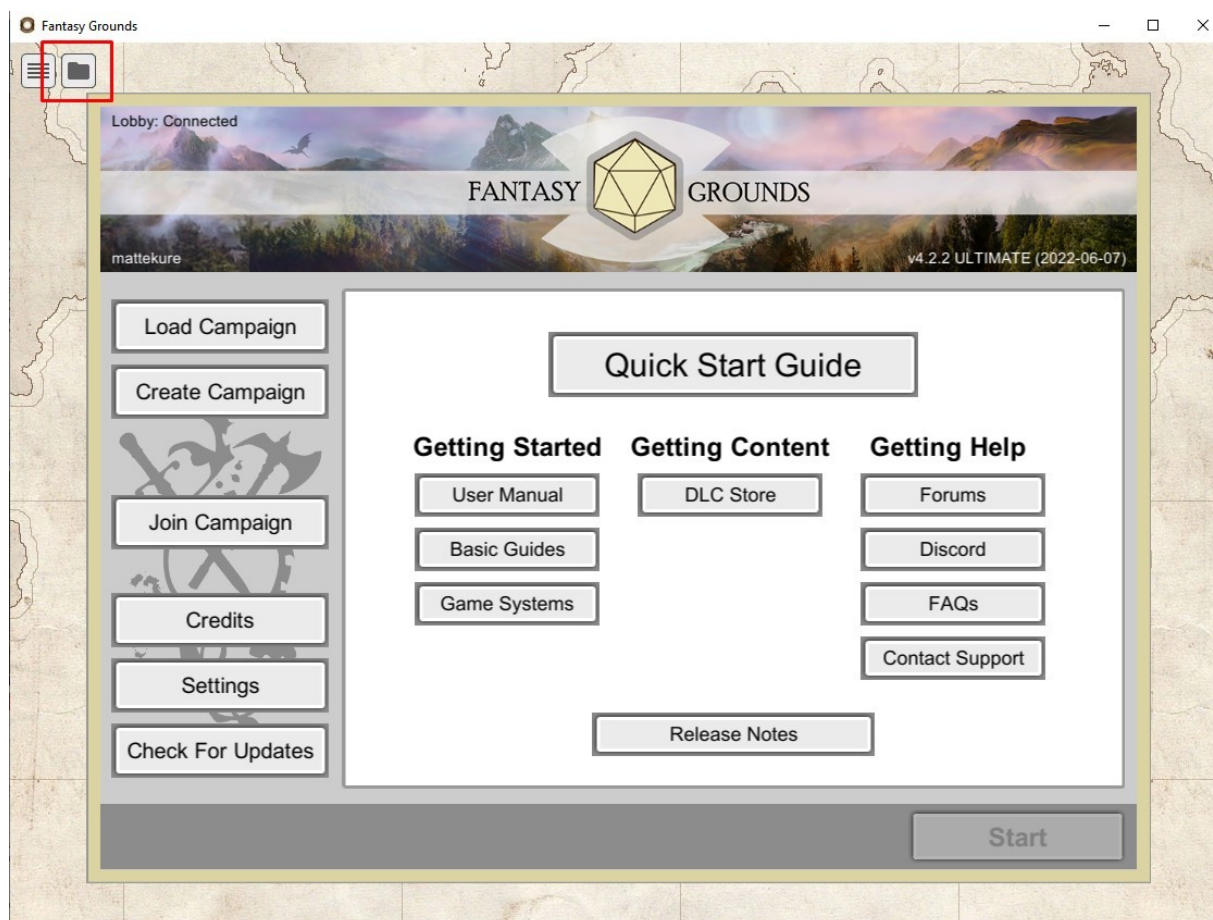 Fantasy Grounds
Lobby: Connected
FANTASY GROUNDS
mattekure
v4.2.2 ULTIMATE (2022-06-07)
Load Campaign
Create Campaign
Join Campaign
Credits
Settings
Check For Updates
Quick Start Guide
Getting Started
User Manual
Basic Guides
Game Systems
Getting Content
DLC Store
Getting Help
Forums
Discord
FAQs
Contact Support
Release Notes
Start